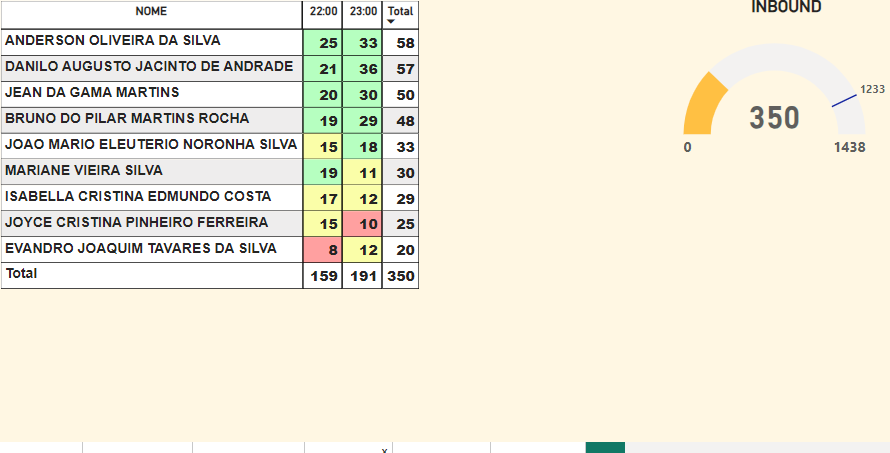 NOME 22:00 23:00 Total
ANDERSON OLIVEIRA DA SILVA 25 33 58
DANILO AUGUSTO JACINTO DE ANDRADE 21 36 57
JEAN DA GAMA MARTINS 20 30 50
BRUNO DO PILAR MARTINS ROCHA 19 29 48
JOAO MARIO ELEUTERIO NORONHA SILVA 15 18 33
MARIANE VIEIRA SILVA 19 11 30
ISABELLA CRISTINA EDMUNDO COSTA 17 12 29
JOYCE CRISTINA PINHEIRO FERREIRA 15 10 25
EVANDRO JOAQUIM TAVARES DA SILVA 8 12 20
Total 159 191 350
INBOUND
1233
350
0 1438
x